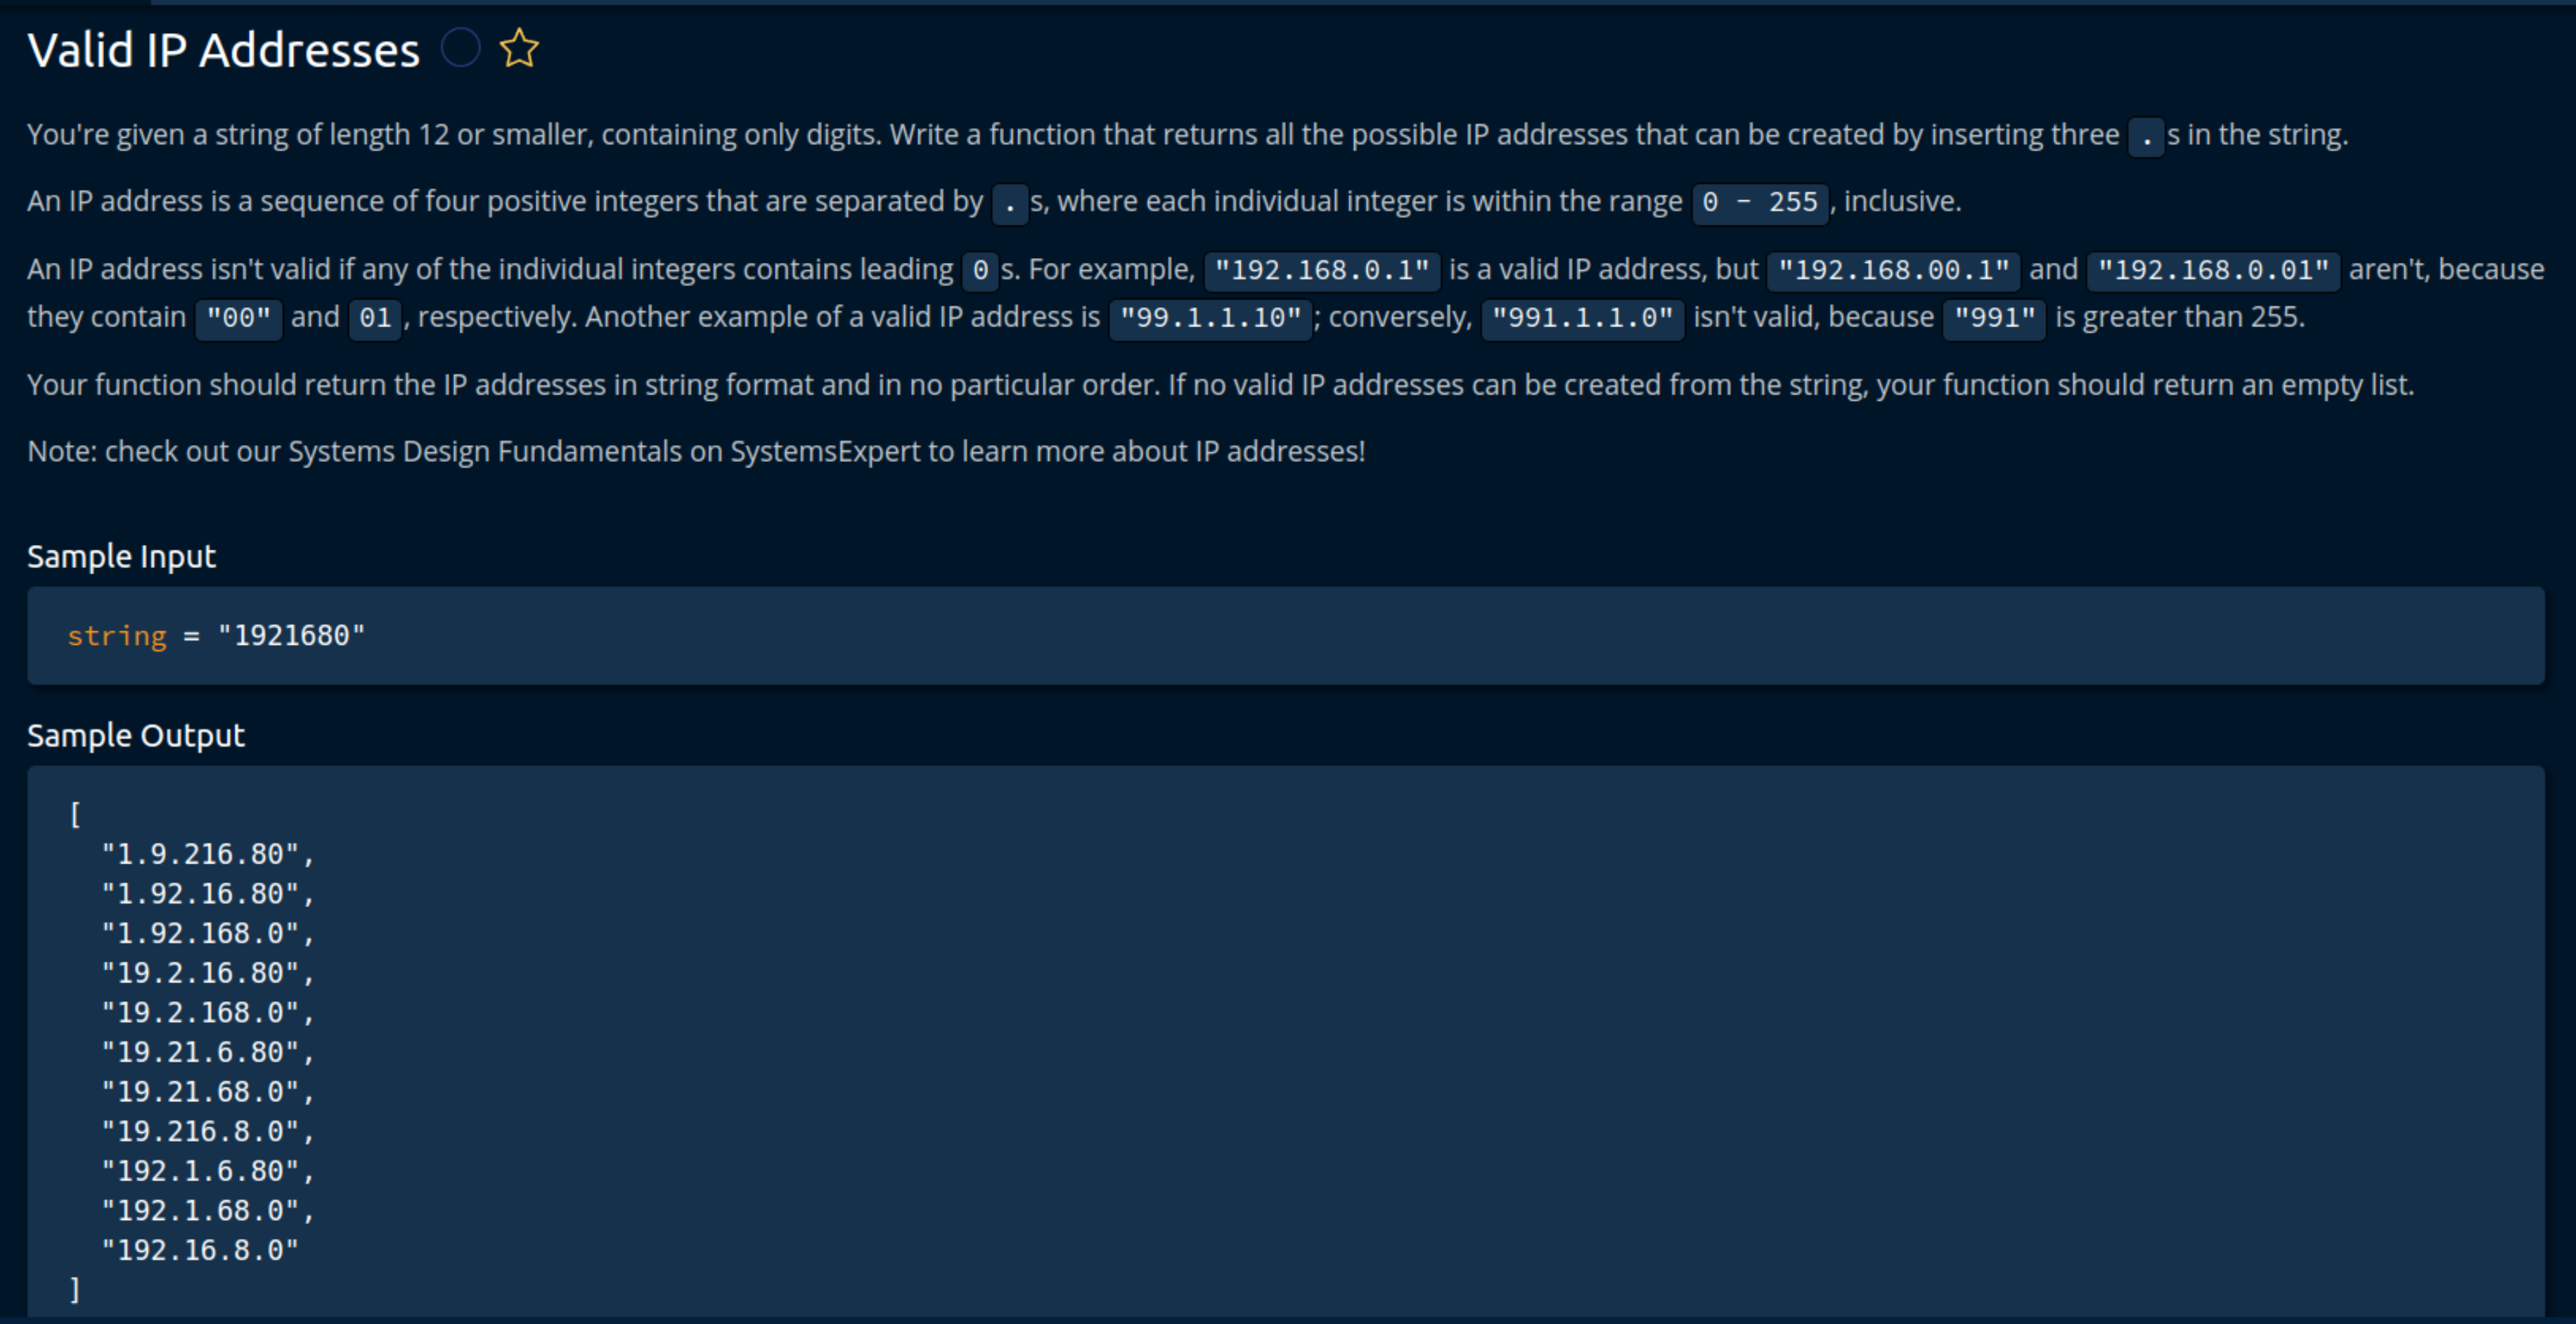 Valid IP Addresses
You're given a string of length 12 or smaller, containing only digits. Write a function that returns all the possible IP addresses that can be created by inserting three . s in the string.
An IP address is a sequence of four positive integers that are separated by . s, where each individual integer is within the range 0 - 255 , inclusive.
An IP address isn't valid if any of the individual integers contains leading 0 s. For example, "192.168.0.1" is a valid IP address, but "192.168.00.1" and "192.168.0.01" aren't, because
they contain "00" and 01 , respectively. Another example of a valid IP address is "99.1.1.10" ; conversely, "991.1.1.0" isn't valid, because "991" is greater than 255.
Your function should return the IP addresses in string format and in no particular order. If no valid IP addresses can be created from the string, your function should return an empty list.
Note: check out our Systems Design Fundamentals on SystemsExpert to learn more about IP addresses!
Sample Input
string = "1921680"
Sample Output
[
"1.9.216.80",
"1.92.16.80",
"1.92.168.0",
"19.2.16.80",
"19.2.168.0",
"19.21.6.80",
"19.21.68.0",
"19.216.8.0",
"192.1.6.80",
"192.1.68.0",
"192.16.8.0"
]